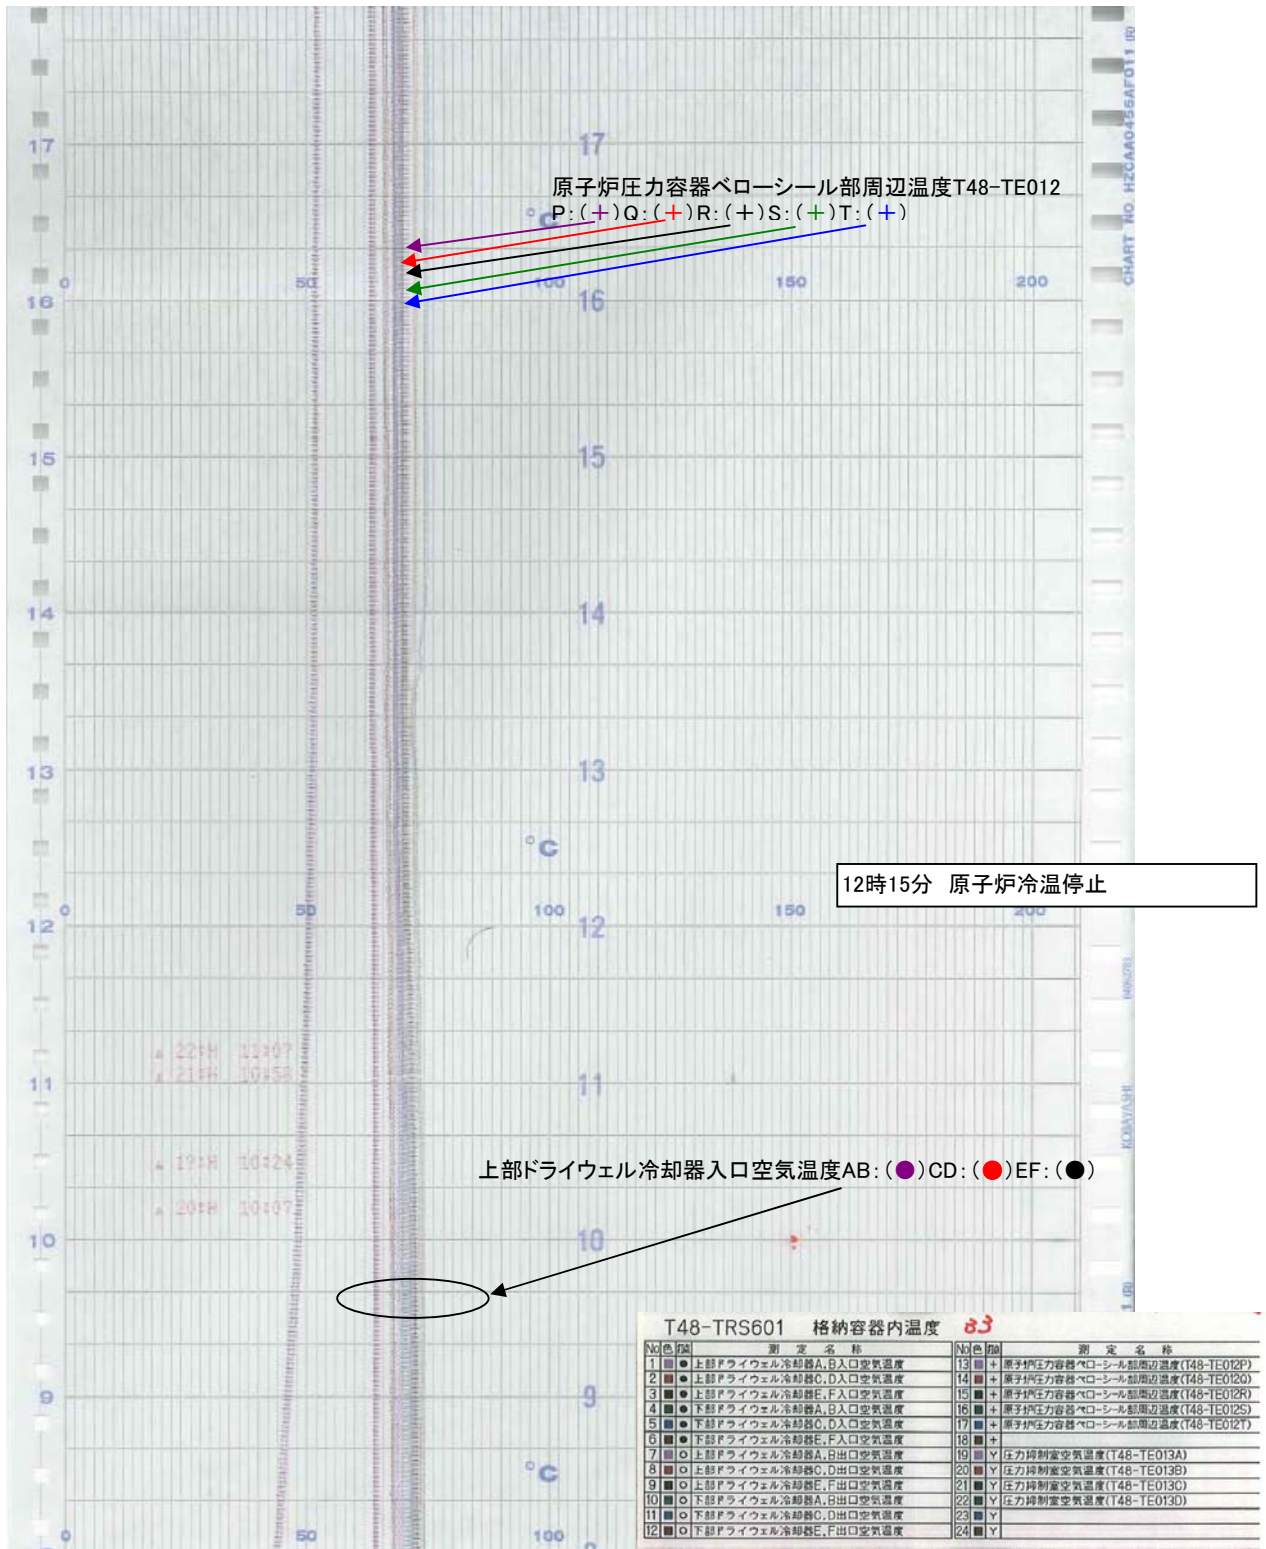 CHART NO. HZCAA0456AF011 (R)
17 17
原子炉圧力容器ベローシール部周辺温度T48-TE012
°C P:(+)Q:(+)R:(+)S:(+)T:(+)
0 50 100 150 200
16 16
15 15
14 14
13 13
°C
12時15分 原子炉冷温停止
0 50 100 150 200
12 12
22:H 11:07
21:H 10:58
11 11
KOBAYASHI
19:H 10:24
上部ドライウェル冷却器入口空気温度AB:(●)CD:(●)EF:(●)
20:H 10:07
10 10
9 9
°C
0 50 100
T48-TRS601 格納容器内温度 83
No 色 測定名称
1 ● 上部ドライウェル冷却器A,B入口空気温度
2 ● 上部ドライウェル冷却器C,D入口空気温度
3 ● 上部ドライウェル冷却器E,F入口空気温度
4 ● 下部ドライウェル冷却器A,B入口空気温度
5 ● 下部ドライウェル冷却器C,D入口空気温度
6 ● 下部ドライウェル冷却器E,F入口空気温度
7 ○ 上部ドライウェル冷却器A,B出口空気温度
8 ○ 上部ドライウェル冷却器C,D出口空気温度
9 ○ 上部ドライウェル冷却器E,F出口空気温度
10 ○ 下部ドライウェル冷却器A,B出口空気温度
11 ○ 下部ドライウェル冷却器C,D出口空気温度
12 ○ 下部ドライウェル冷却器E,F出口空気温度
No 色 測定名称
13 + 原子炉圧力容器ベローシール部周辺温度(T48-TE012P)
14 + 原子炉圧力容器ベローシール部周辺温度(T48-TE012Q)
15 + 原子炉圧力容器ベローシール部周辺温度(T48-TE012R)
16 + 原子炉圧力容器ベローシール部周辺温度(T48-TE012S)
17 + 原子炉圧力容器ベローシール部周辺温度(T48-TE012T)
18 +
19 Y 圧力抑制室空気温度(T48-TE013A)
20 Y 圧力抑制室空気温度(T48-TE013B)
21 Y 圧力抑制室空気温度(T48-TE013C)
22 Y 圧力抑制室空気温度(T48-TE013D)
23 Y
24 Y